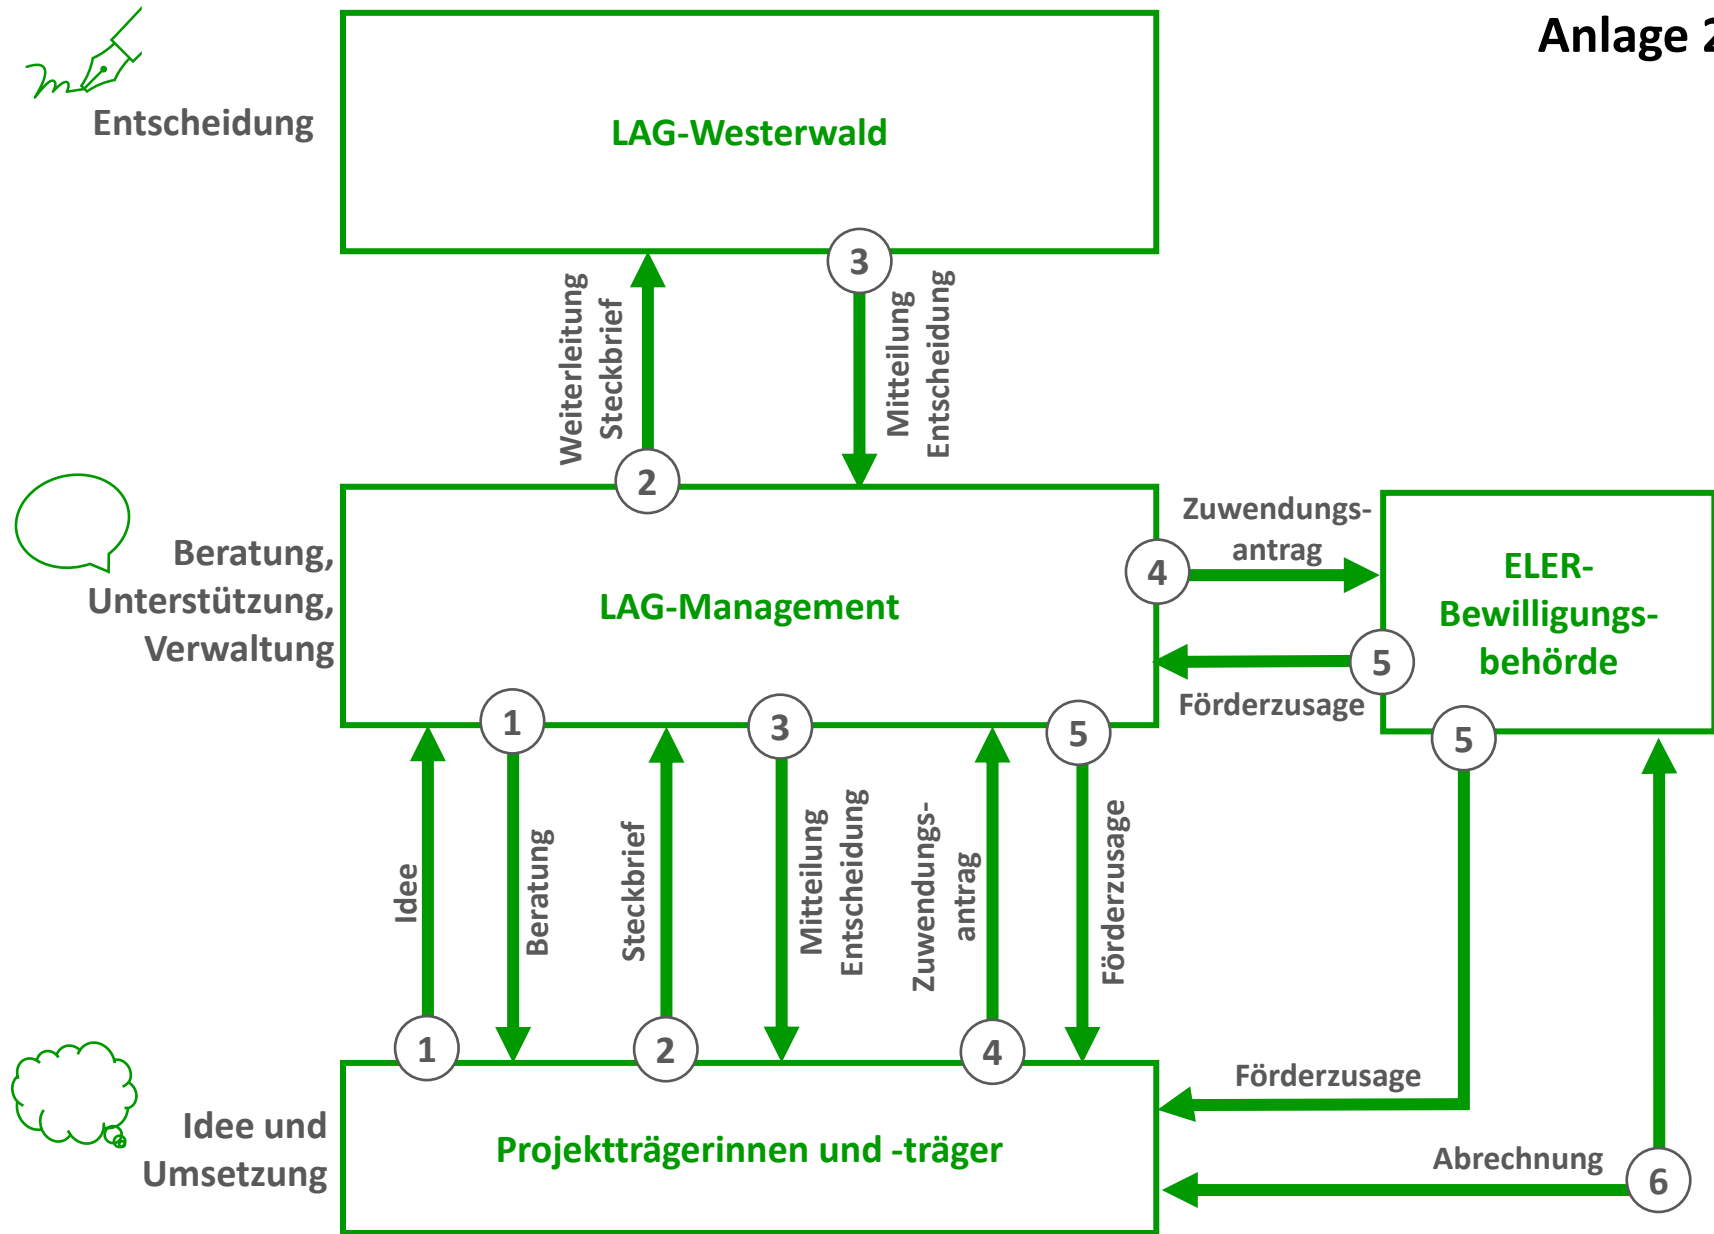 Anlage 2
Entscheidung
LAG-Westerwald
3
Weiterleitung
Steckbrief
Mitteilung
Entscheidung
2
Beratung,
Unterstützung,
Verwaltung
LAG-Management
4
Zuwendungs-
antrag
ELER-
Bewilligungs-
behörde
5
Förderzusage
1
3
5
5
Idee
Beratung
Steckbrief
Mitteilung
Entscheidung
Zuwendungs-
antrag
Förderzusage
1
2
4
Förderzusage
Idee und
Umsetzung
Projektträgerinnen und -träger
Abrechnung
6